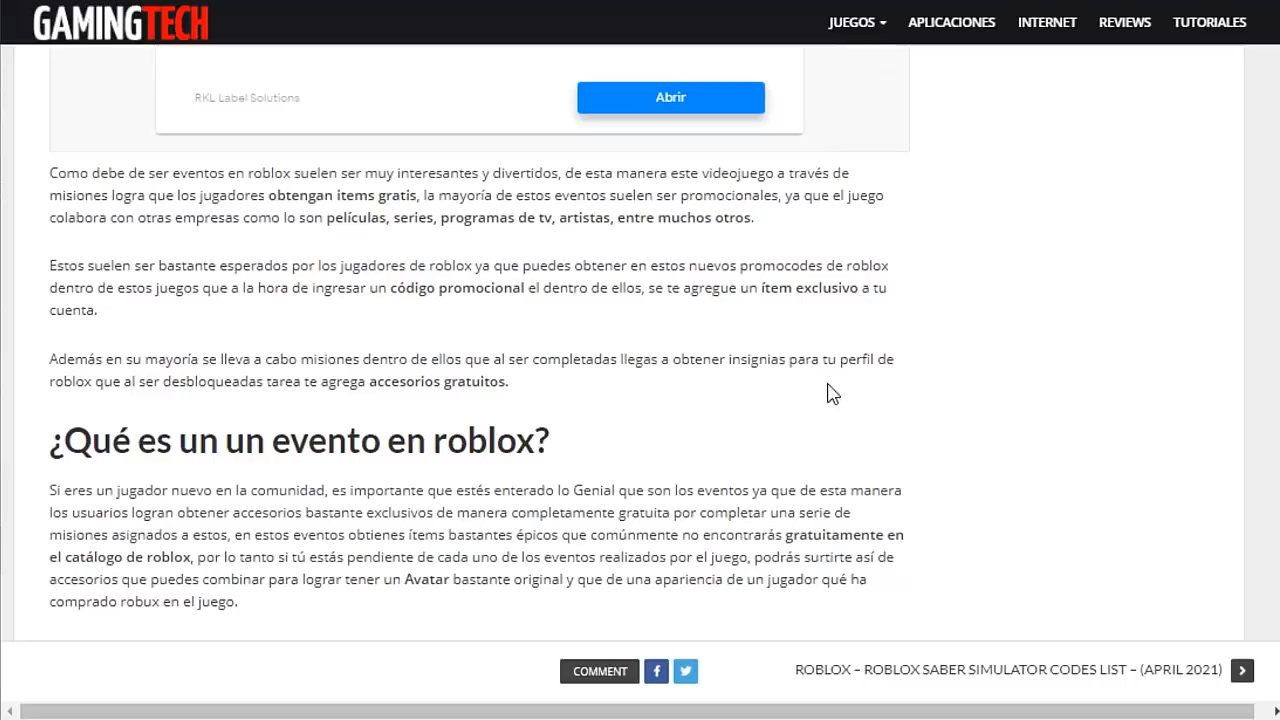 GAMINGTECH
JUEGOS APLICACIONES INTERNET REVIEWS TUTORIALES
RKL Label Solutions
Abrir
Como debe de ser eventos en roblox suelen ser muy interesantes y divertidos, de esta manera este videojuego a través de
misiones logra que los jugadores obtengan items gratis, la mayoría de estos eventos suelen ser promocionales, ya que el juego
colabora con otras empresas como lo son películas, series, programas de tv, artistas, entre muchos otros.
Estos suelen ser bastante esperados por los jugadores de roblox ya que puedes obtener en estos nuevos promocodes de roblox
dentro de estos juegos que a la hora de ingresar un código promocional el dentro de ellos, se te agregue un ítem exclusivo a tu
cuenta.
Además en su mayoría se lleva a cabo misiones dentro de ellos que al ser completadas llegas a obtener insignias para tu perfil de
roblox que al ser desbloqueadas tarea te agrega accesorios gratuitos.
¿Qué es un un evento en roblox?
Si eres un jugador nuevo en la comunidad, es importante que estés enterado lo Genial que son los eventos ya que de esta manera
los usuarios logran obtener accesorios bastante exclusivos de manera completamente gratuita por completar una serie de
misiones asignados a estos, en estos eventos obtienes ítems bastantes épicos que comúnmente no encontrarás gratuitamente en
el catálogo de roblox, por lo tanto si tú estás pendiente de cada uno de los eventos realizados por el juego, podrás surtirte así de
accesorios que puedes combinar para lograr tener un Avatar bastante original y que de una apariencia de un jugador qué ha
comprado robux en el juego.
COMMENT
ROBLOX – ROBLOX SABER SIMULATOR CODES LIST – (APRIL 2021)